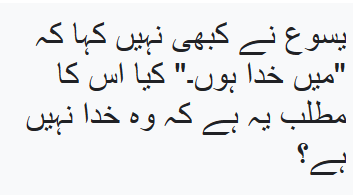 یسوع نے کبھی نہیں کہا کہ
"میں خدا ہوں۔" کیا اس کا
مطلب یہ ہے کہ وہ خدا نہیں
ہے؟